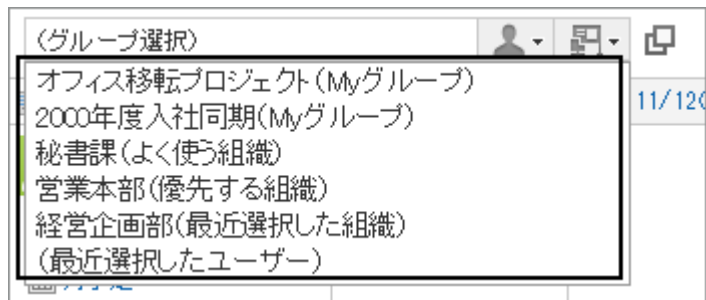 (グループ選択)
オフィス移転プロジェクト(Myグループ)
11/12(
2000年度入社同期(Myグループ)
秘書課(よく使う組織)
営業本部(優先する組織)
経営企画部(最近選択した組織)
(最近選択したユーザー)